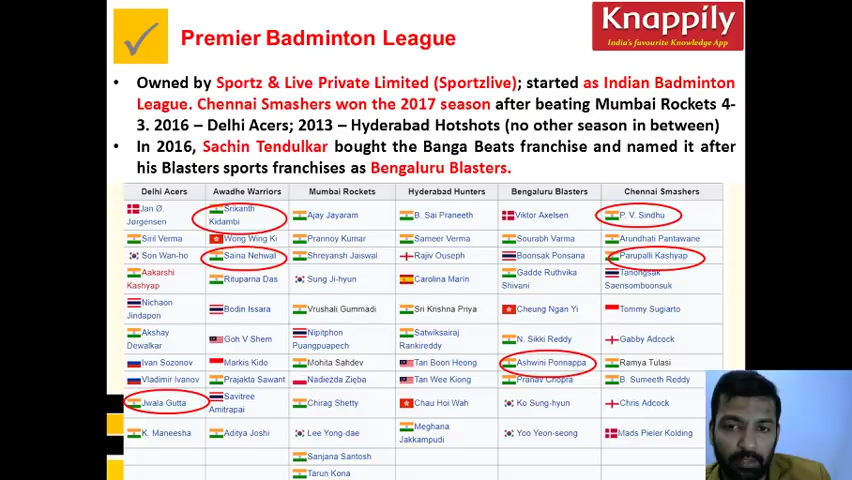 Premier Badminton League
Knappily
India's favourite Knowledge App
• Owned by Sportz & Live Private Limited (Sportzlive); started as Indian Badminton
League. Chennai Smashers won the 2017 season after beating Mumbai Rockets 4-
3. 2016 – Delhi Acers; 2013 – Hyderabad Hotshots (no other season in between)
• In 2016, Sachin Tendulkar bought the Banga Beats franchise and named it after
his Blasters sports franchises as Bengaluru Blasters.
Delhi Acers Awadhe Warriors Mumbai Rockets Hyderabad Hunters Bengaluru Blasters Chennai Smashers
Jan Ø. Jørgensen Srikanth Kidambi Ajay Jayaram B. Sai Praneeth Viktor Axelsen P. V. Sindhu
Siril Verma Wong Wing Ki Prannoy Kumar Sameer Verma Sourabh Varma Arundhati Pantawane
Son Wan-ho Saina Nehwal Shreyansh Jaiswal Rajiv Ouseph Boonsak Ponsana Parupalli Kashyap
Aakarshi Kashyap Rituparna Das Sung Ji-hyun Carolina Marin Gadde Ruthvika Shivani Tanongsak Saensomboonsuk
Nichaon Jindapon Bodin Issara Vrushali Gummadi Sri Krishna Priya Cheung Ngan Yi Tommy Sugiarto
Akshay Dewalkar Goh V Shem Nipitphon Puangpuapech Satwiksairaj Rankireddy N. Sikki Reddy Gabby Adcock
Ivan Sozonov Markis Kido Mohita Sahdev Tan Boon Heong Ashwini Ponnappa Ramya Tulasi
Vladimir Ivanov Prajakta Sawant Nadiezda Zięba Tan Wee Kiong Pranav Chopra B. Sumeeth Reddy
Jwala Gutta Savitree Amitrapai Chirag Shetty Chau Hoi Wah Ko Sung-hyun Chris Adcock
K. Maneesha Aditya Joshi Lee Yong-dae Meghana Jakkampudi Yoo Yeon-seong Mads Pieler Kolding
Sanjana Santosh
Tarun Kona